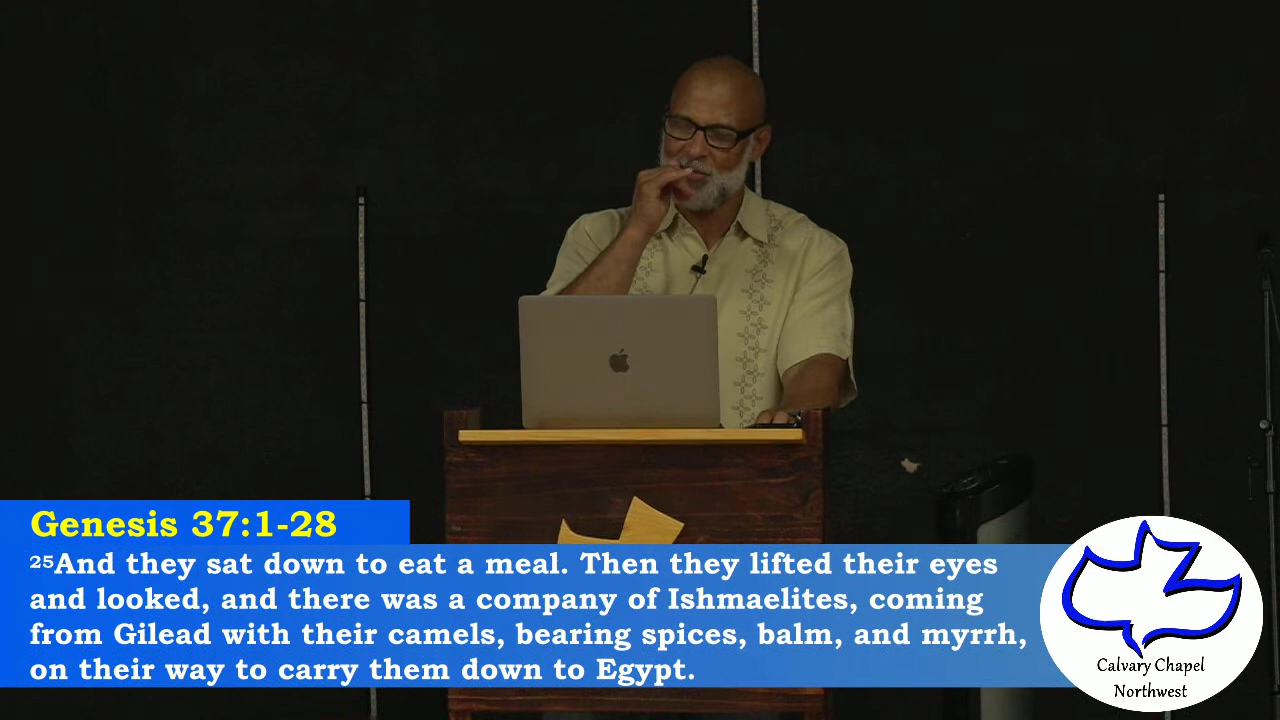 Genesis 37:1-28
²⁵And they sat down to eat a meal. Then they lifted their eyes
and looked, and there was a company of Ishmaelites, coming
from Gilead with their camels, bearing spices, balm, and myrrh,
on their way to carry them down to Egypt.
Calvary Chapel
Northwest